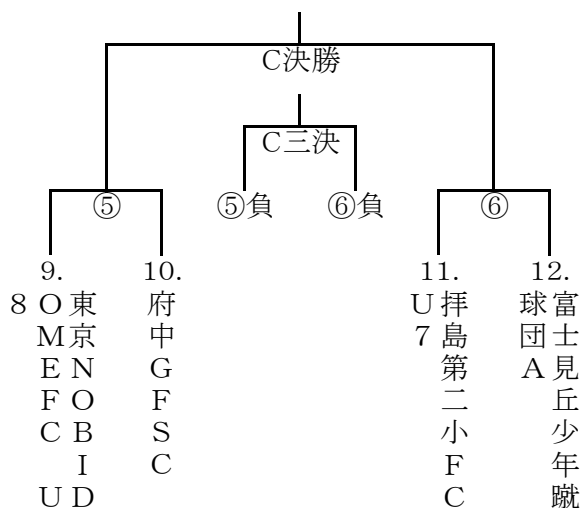 C決勝
C三決
⑤
⑤負
⑥負
⑥
9.
東京NOBID
OMEFC U
8
10.
府中GFSC
11.
拝島第二小FC
U7
12.
富士見丘少年蹴
球団A